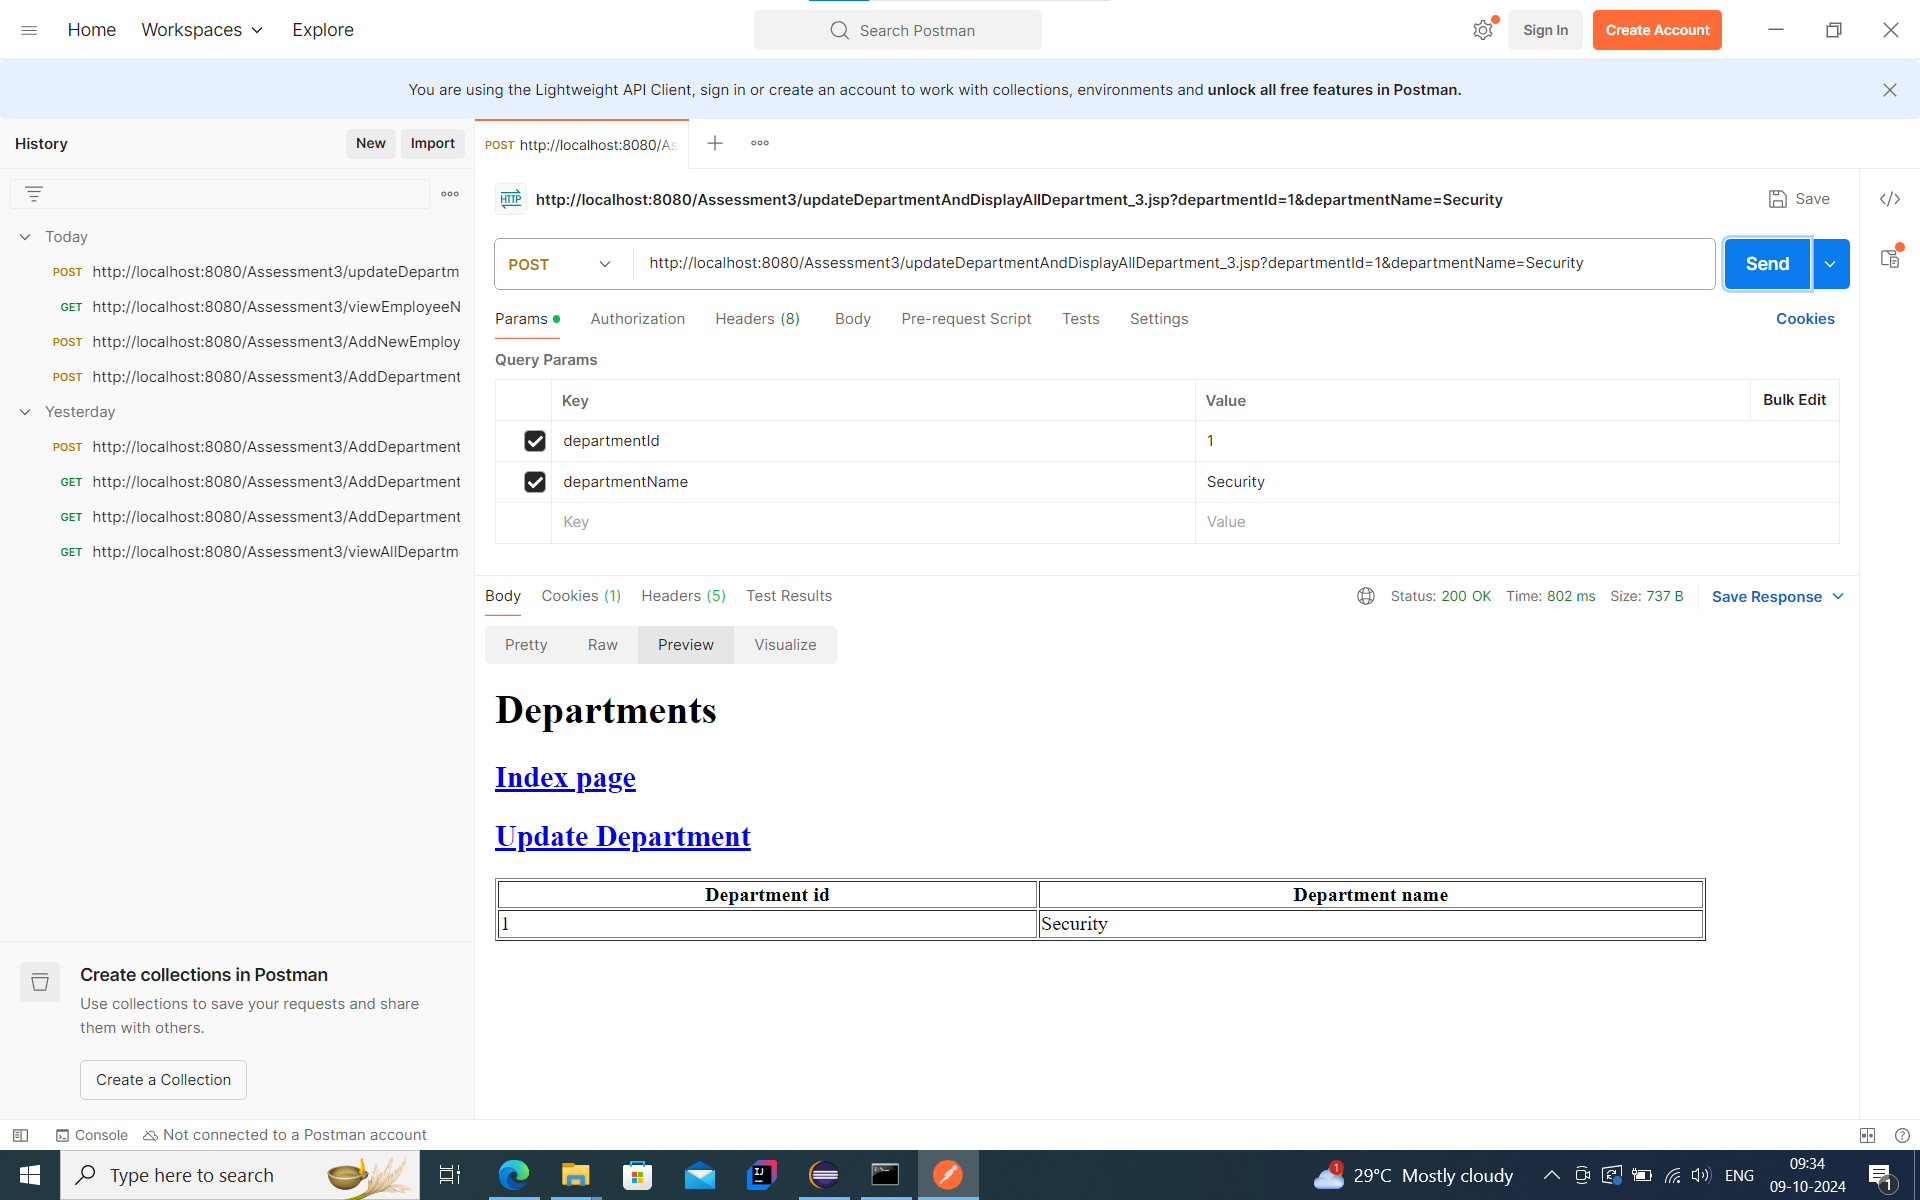 Home Workspaces Explore
Search Postman
Sign In
Create Account
You are using the Lightweight API Client, sign in or create an account to work with collections, environments and unlock all free features in Postman.
History
New
Import
POST http://localhost:8080/As
http://localhost:8080/Assessment3/updateDepartmentAndDisplayAllDepartment_3.jsp?departmentId=1&departmentName=Security
Save
Today
POST http://localhost:8080/Assessment3/updateDepartm
GET http://localhost:8080/Assessment3/viewEmployeeN
POST http://localhost:8080/Assessment3/AddNewEmploy
POST http://localhost:8080/Assessment3/AddDepartment
Yesterday
POST http://localhost:8080/Assessment3/AddDepartment
GET http://localhost:8080/Assessment3/AddDepartment
GET http://localhost:8080/Assessment3/AddDepartment
GET http://localhost:8080/Assessment3/viewAllDepartm
HTTP
POST
http://localhost:8080/Assessment3/updateDepartmentAndDisplayAllDepartment_3.jsp?departmentId=1&departmentName=Security
Send
Params Authorization Headers (8) Body Pre-request Script Tests Settings
Cookies
Query Params
Key Value Bulk Edit
departmentId 1
departmentName Security
Key Value
Body Cookies (1) Headers (5) Test Results
Status: 200 OK Time: 802 ms Size: 737 B Save Response
Pretty Raw Preview Visualize
Departments
Index page
Update Department
Department id Department name
1 Security
Create collections in Postman
Use collections to save your requests and share
them with others.
Create a Collection
Console Not connected to a Postman account
Type here to search
IJ
1
29°C Mostly cloudy
ENG
09:34
09-10-2024
1